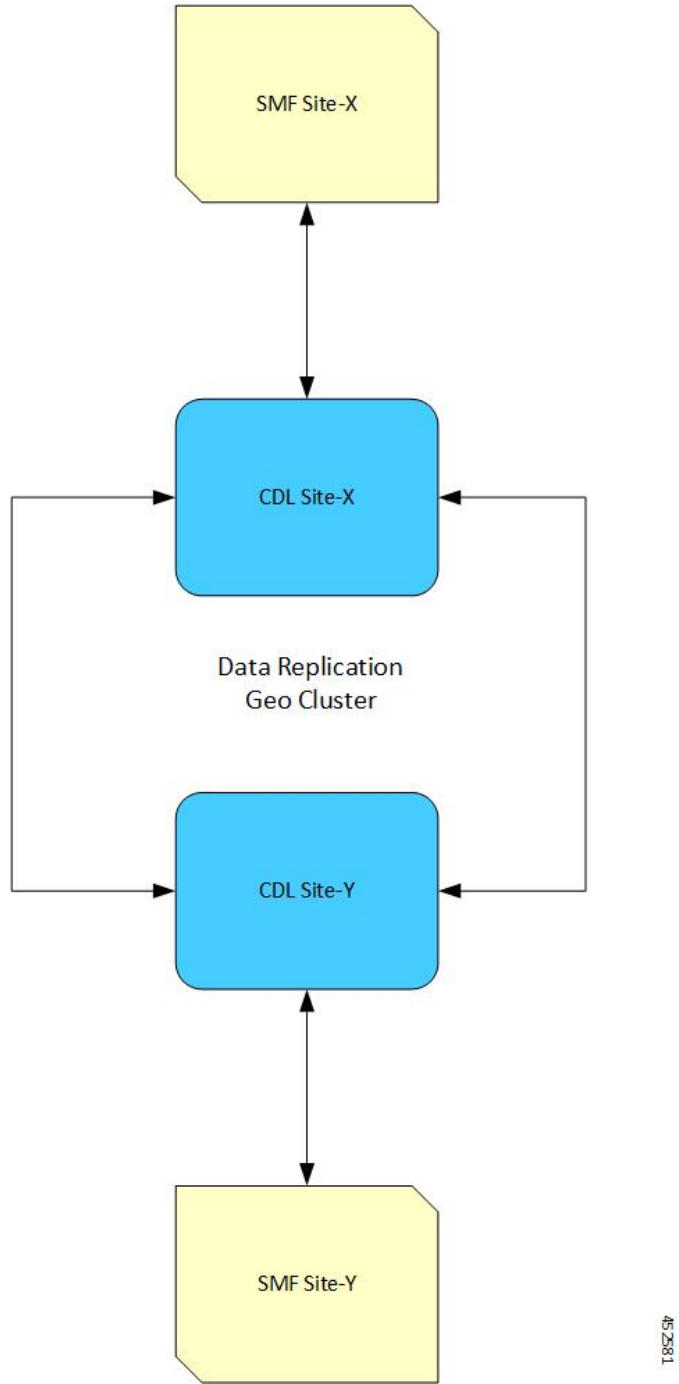 SMF Site-X
CDL Site-X
Data Replication
Geo Cluster
CDL Site-Y
SMF Site-Y
452581